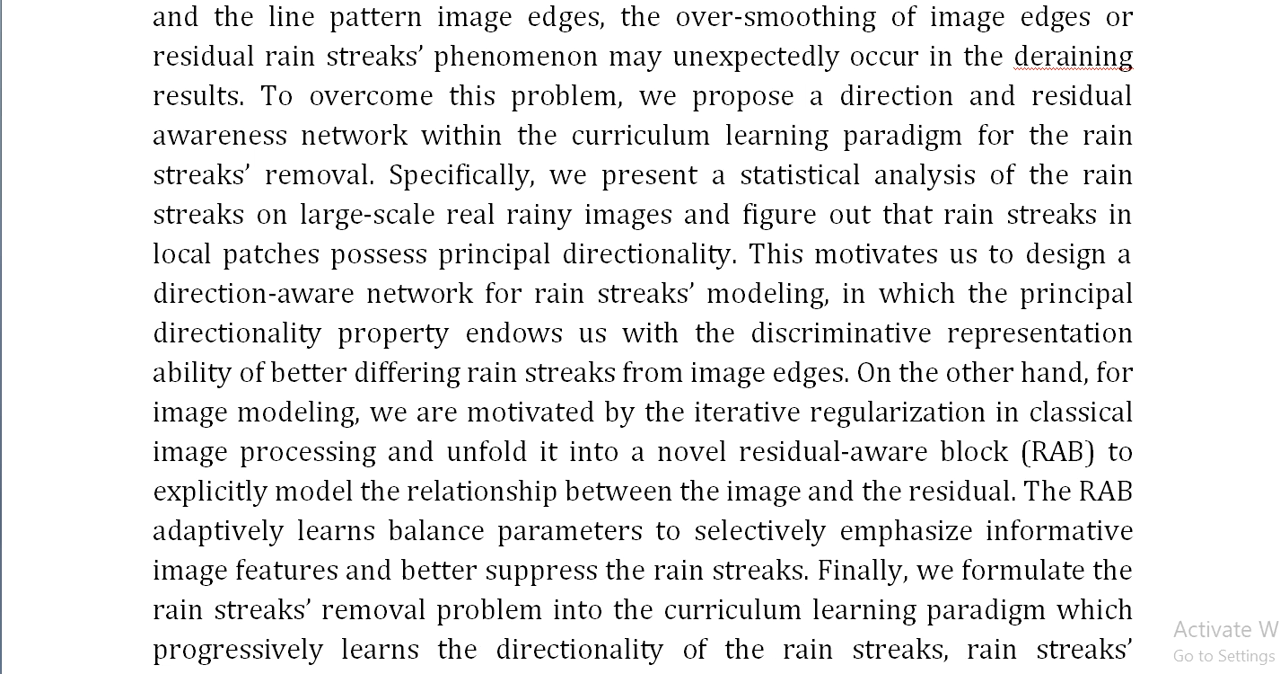 and the line pattern image edges, the over-smoothing of image edges or
residual rain streaks’ phenomenon may unexpectedly occur in the deraining
results. To overcome this problem, we propose a direction and residual
awareness network within the curriculum learning paradigm for the rain
streaks’ removal. Specifically, we present a statistical analysis of the rain
streaks on large-scale real rainy images and figure out that rain streaks in
local patches possess principal directionality. This motivates us to design a
direction-aware network for rain streaks’ modeling, in which the principal
directionality property endows us with the discriminative representation
ability of better differing rain streaks from image edges. On the other hand, for
image modeling, we are motivated by the iterative regularization in classical
image processing and unfold it into a novel residual-aware block (RAB) to
explicitly model the relationship between the image and the residual. The RAB
adaptively learns balance parameters to selectively emphasize informative
image features and better suppress the rain streaks. Finally, we formulate the
rain streaks’ removal problem into the curriculum learning paradigm which
progressively learns the directionality of the rain streaks, rain streaks’
Activate W
Go to Settings